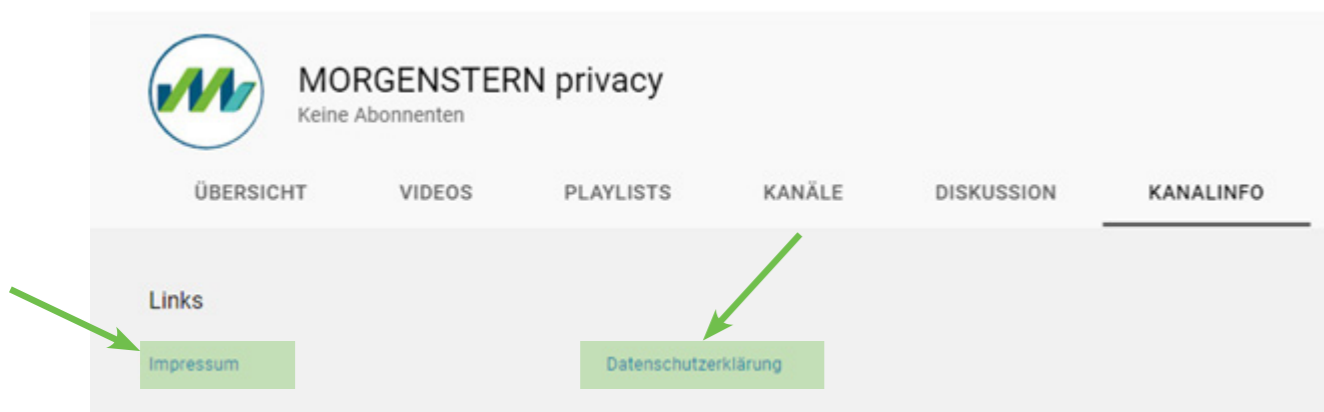 MORGENSTERN privacy
Keine Abonnenten
ÜBERSICHT VIDEOS PLAYLISTS KANÄLE DISKUSSION KANALINFO
Links
Impressum Datenschutzerklärung